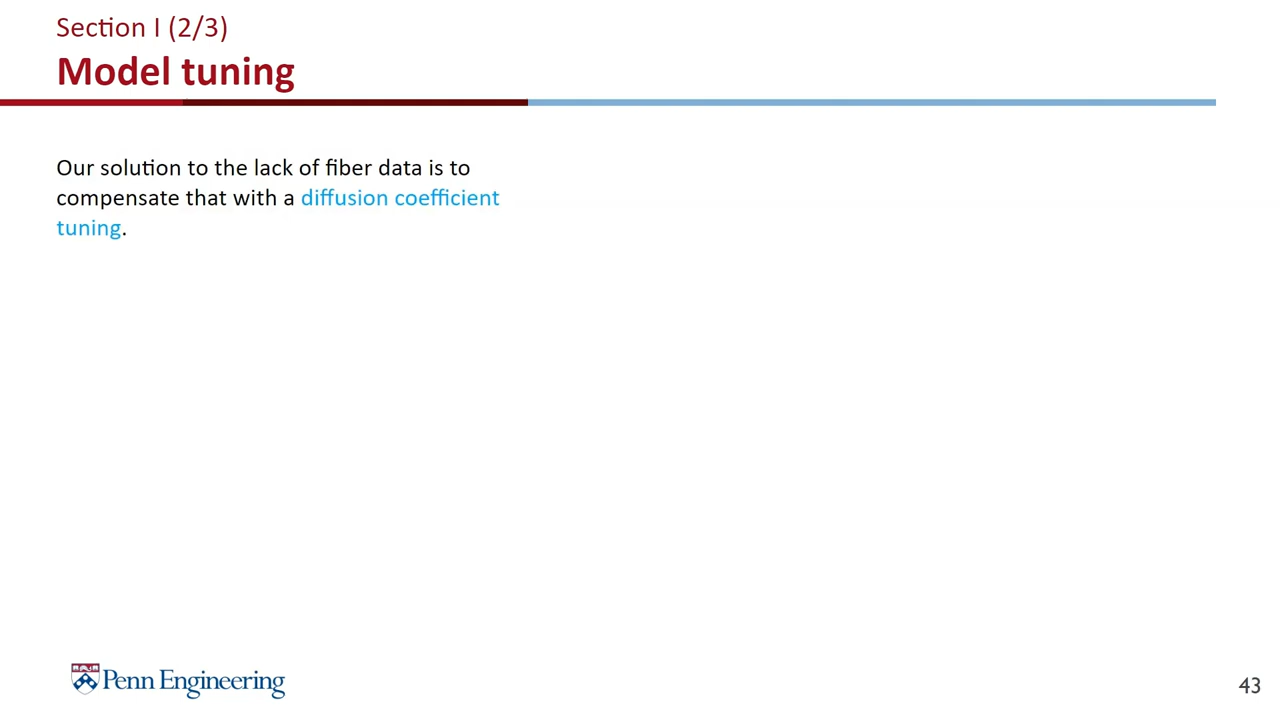 Section I (2/3)
Model tuning
Our solution to the lack of fiber data is to
compensate that with a diffusion coefficient
tuning.
Penn Engineering
43